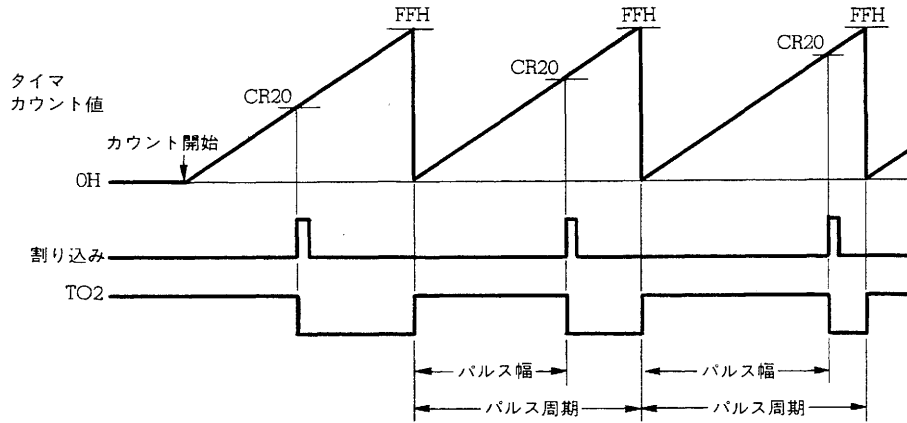 FFH
FFH
FFH
CR20
CR20
CR20
タイマ
カウント値
カウント開始
0H
割り込み
TO2
パルス幅
パルス幅
パルス周期
パルス周期